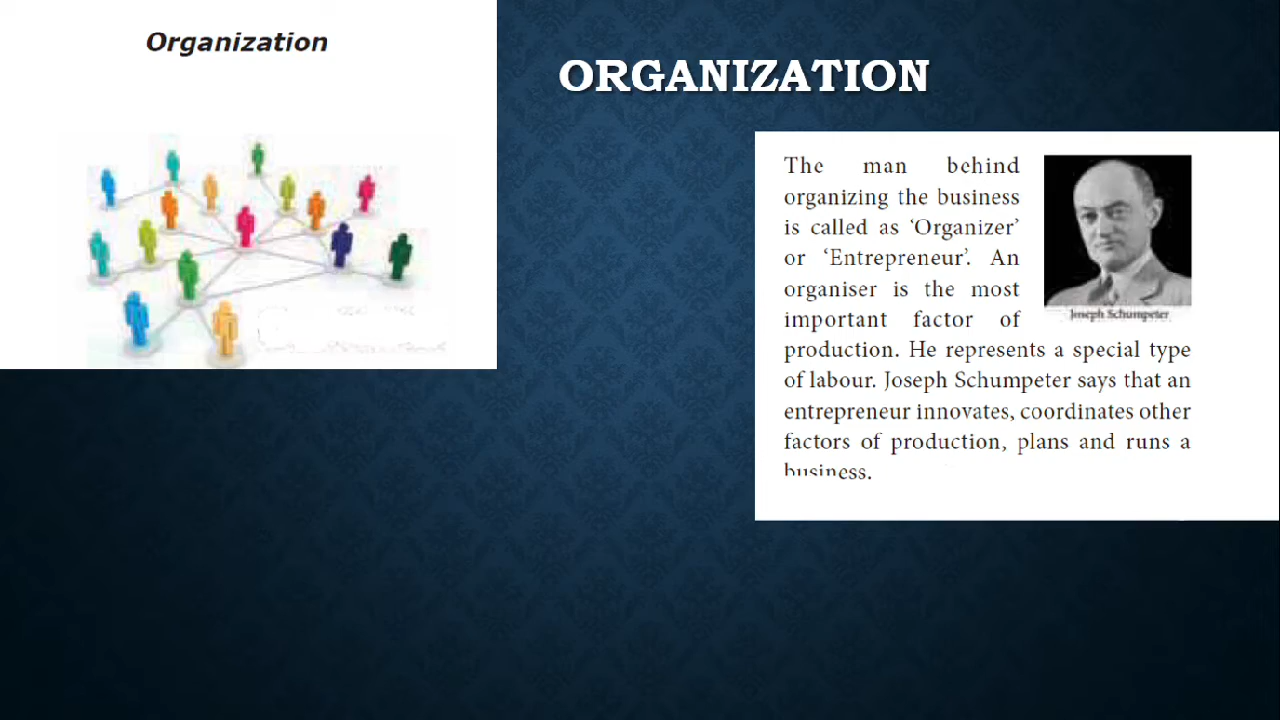 Organization
ORGANIZATION
The man behind
organizing the business
is called as ‘Organizer’
or ‘Entrepreneur’. An
organiser is the most
important factor of
production. He represents a special type
of labour. Joseph Schumpeter says that an
entrepreneur innovates, coordinates other
factors of production, plans and runs a
business.
Joseph Schumpeter